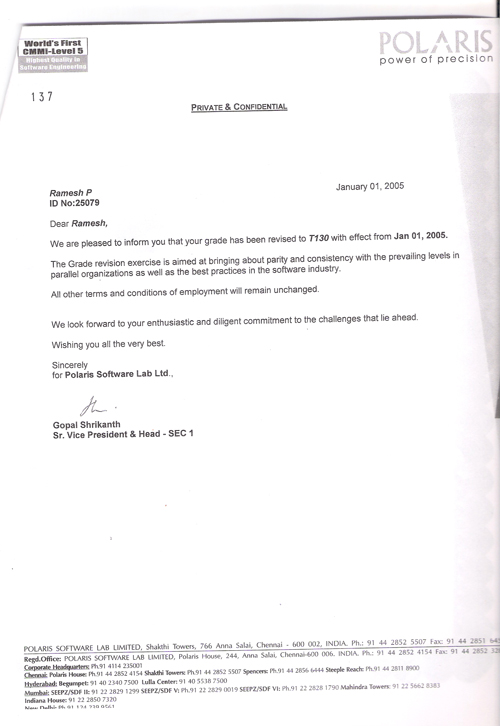 World's First
CMMi-Level 5
Highest Quality in
Software Engineering
POLARIS
power of precision
137
PRIVATE & CONFIDENTIAL
January 01, 2005
Ramesh P
ID No:25079
Dear Ramesh,
We are pleased to inform you that your grade has been revised to T130 with effect from Jan 01, 2005.
The Grade revision exercise is aimed at bringing about parity and consistency with the prevailing levels in
parallel organizations as well as the best practices in the software industry.
All other terms and conditions of employment will remain unchanged.
We look forward to your enthusiastic and diligent commitment to the challenges that lie ahead.
Wishing you all the very best.
Sincerely
for Polaris Software Lab Ltd.,
Gopal Shrikanth
Sr. Vice President & Head - SEC 1
POLARIS SOFTWARE LAB LIMITED, Shakthi Towers, 766 Anna Salai, Chennai - 600 002, INDIA. Ph.: 91 44 2852 5507 Fax: 91 44 2851
Regd.Office: POLARIS SOFTWARE LAB LIMITED, Polaris House, 244, Anna Salai, Chennai-600 006. INDIA. Ph.: 91 44 2852 4154 Fax: 91 44 2852
Corporate Headquarters: Ph.91 4114 235001
Chennai: Polaris House: Ph.91 44 2852 4154 Shakthi Towers: Ph.91 44 2852 5507 Spencers: Ph.91 44 2856 6444 Steeple Reach: Ph.91 44 2811 8900
Hyderabad: Begumpet: 91 40 2340 7500 Lulla Center: 91 40 5538 7500
Mumbai: SEEPZ/SDF II: 91 22 2829 1299 SEEPZ/SDF V: Ph.91 22 2829 0019 SEEPZ/SDF VI: Ph.91 22 2828 1790 Mahindra Towers: 91 22 5662 8383
Indiana House: 91 22 2850 7320
New Delhi: Ph.91